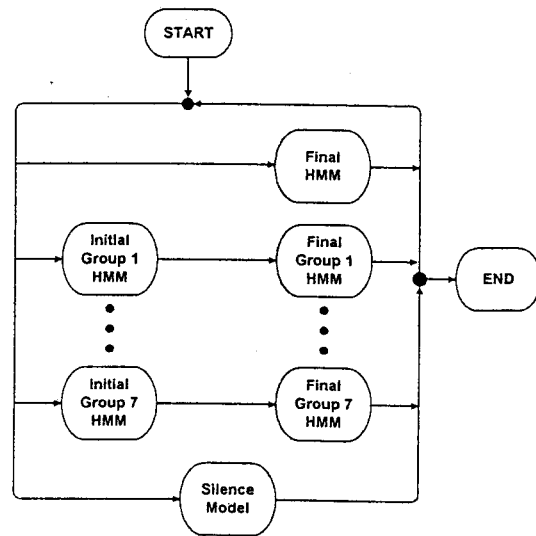 START
Final
HMM
Initial
Group 1
HMM
Final
Group 1
HMM
END
Initial
Group 7
HMM
Final
Group 7
HMM
Silence
Model